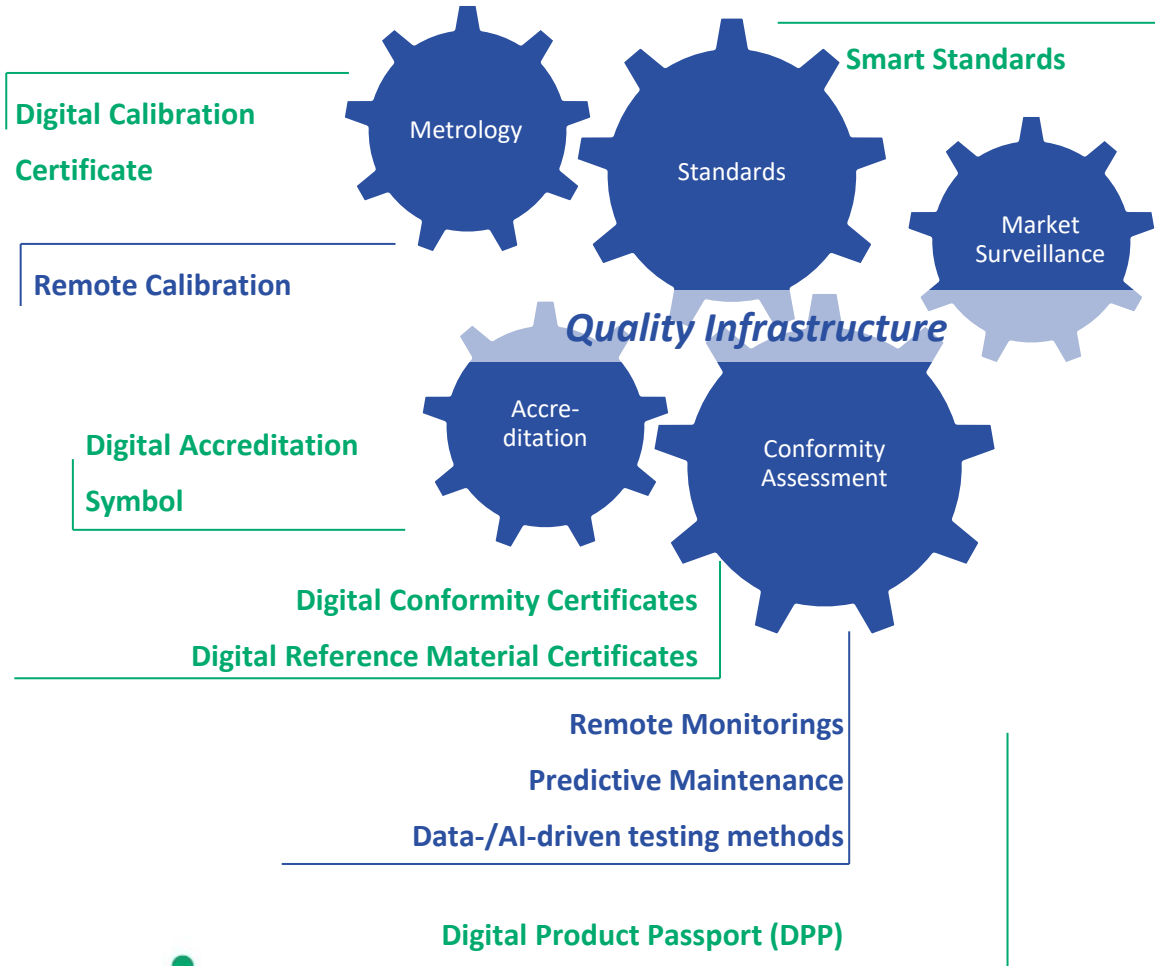 Smart Standards
Digital Calibration
Certificate
Metrology
Standards
Market
Surveillance
Remote Calibration
Quality Infrastructure
Accre-
ditation
Conformity
Assessment
Digital Accreditation
Symbol
Digital Conformity Certificates
Digital Reference Material Certificates
Remote Monitorings
Predictive Maintenance
Data-/AI-driven testing methods
Digital Product Passport (DPP)